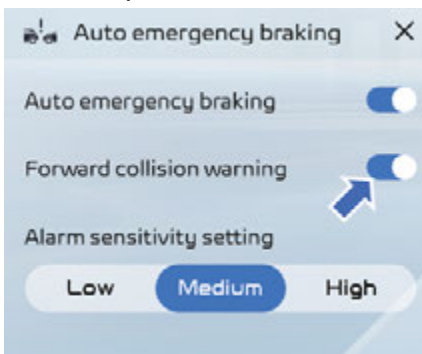 Auto emergency braking
Auto emergency braking
Forward collision warning
Alarm sensitivity setting
Low Medium High